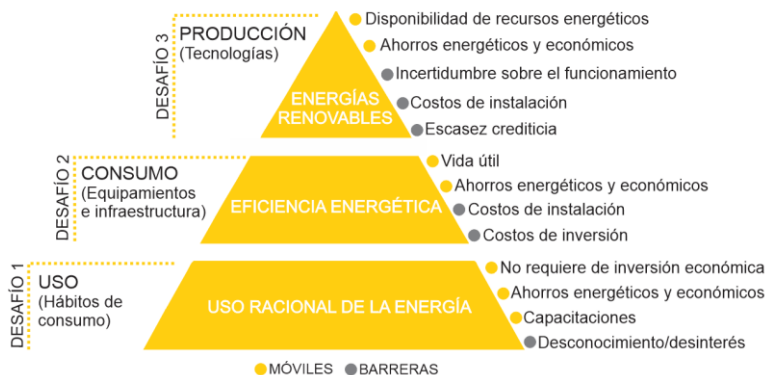 DESAFÍO 3
PRODUCCIÓN
(Tecnologías)
ENERGÍAS
RENOVABLES
Disponibilidad de recursos energéticos
Ahorros energéticos y económicos
Incertidumbre sobre el funcionamiento
Costos de instalación
Escasez crediticia
DESAFÍO 2
CONSUMO
(Equipamientos
e infraestructura)
EFICIENCIA ENERGÉTICA
Vida útil
Ahorros energéticos y económicos
Costos de instalación
Costos de inversión
DESAFÍO 1
USO
(Hábitos de
consumo)
USO RACIONAL DE LA ENERGÍA
No requiere de inversión económica
Ahorros energéticos y económicos
Capacitaciones
Desconocimiento/desinterés
MÓVILES
BARRERAS